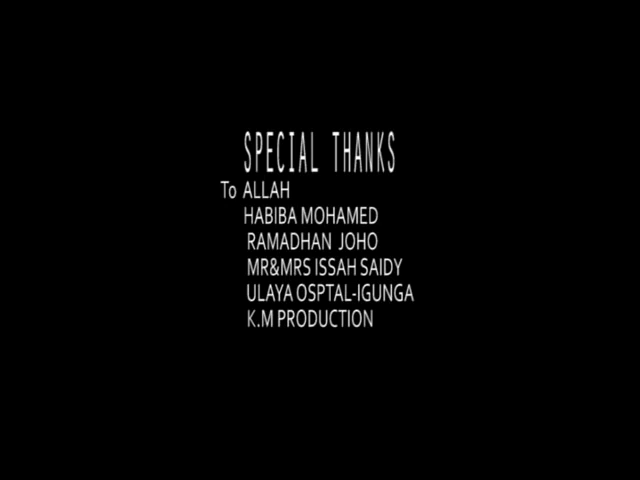 SPECIAL THANKS
To ALLAH
HABIBA MOHAMED
RAMADHAN JOHO
MR&MRS ISSAH SAIDY
ULAYA OSPTAL-IGUNGA
K.M PRODUCTION